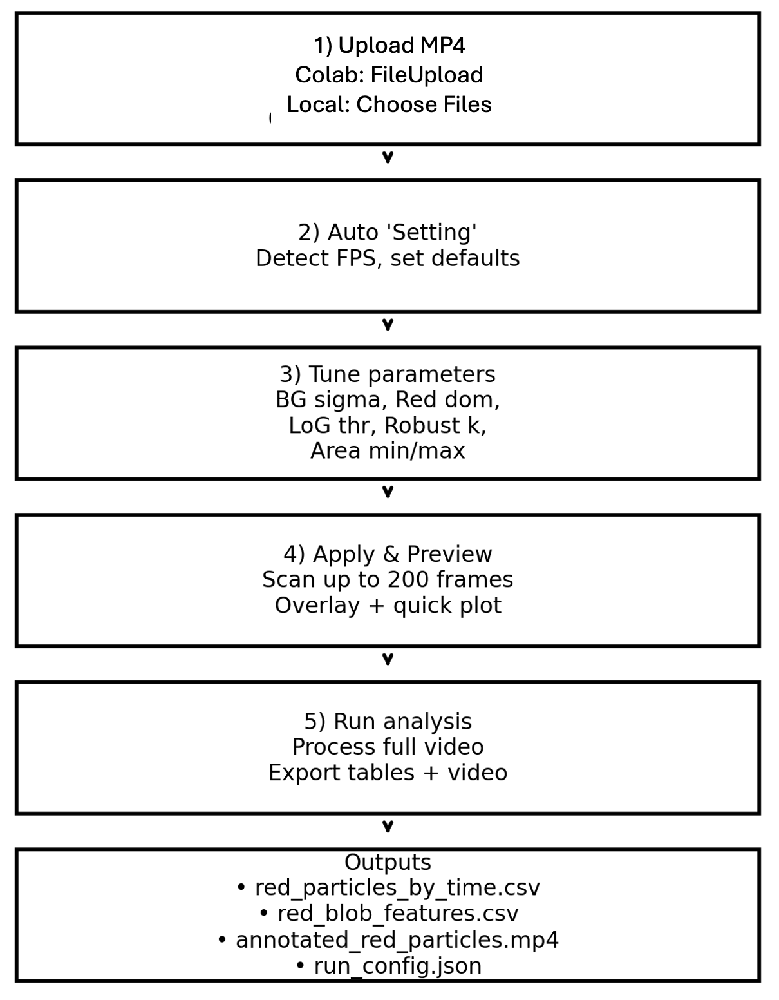 1) Upload MP4
Colab: FileUpload
Local: Choose Files
2) Auto 'Setting'
Detect FPS, set defaults
3) Tune parameters
BG sigma, Red dom,
LoG thr, Robust k,
Area min/max
4) Apply & Preview
Scan up to 200 frames
Overlay + quick plot
5) Run analysis
Process full video
Export tables + video
Outputs
• red_particles_by_time.csv
• red_blob_features.csv
• annotated_red_particles.mp4
• run_config.json